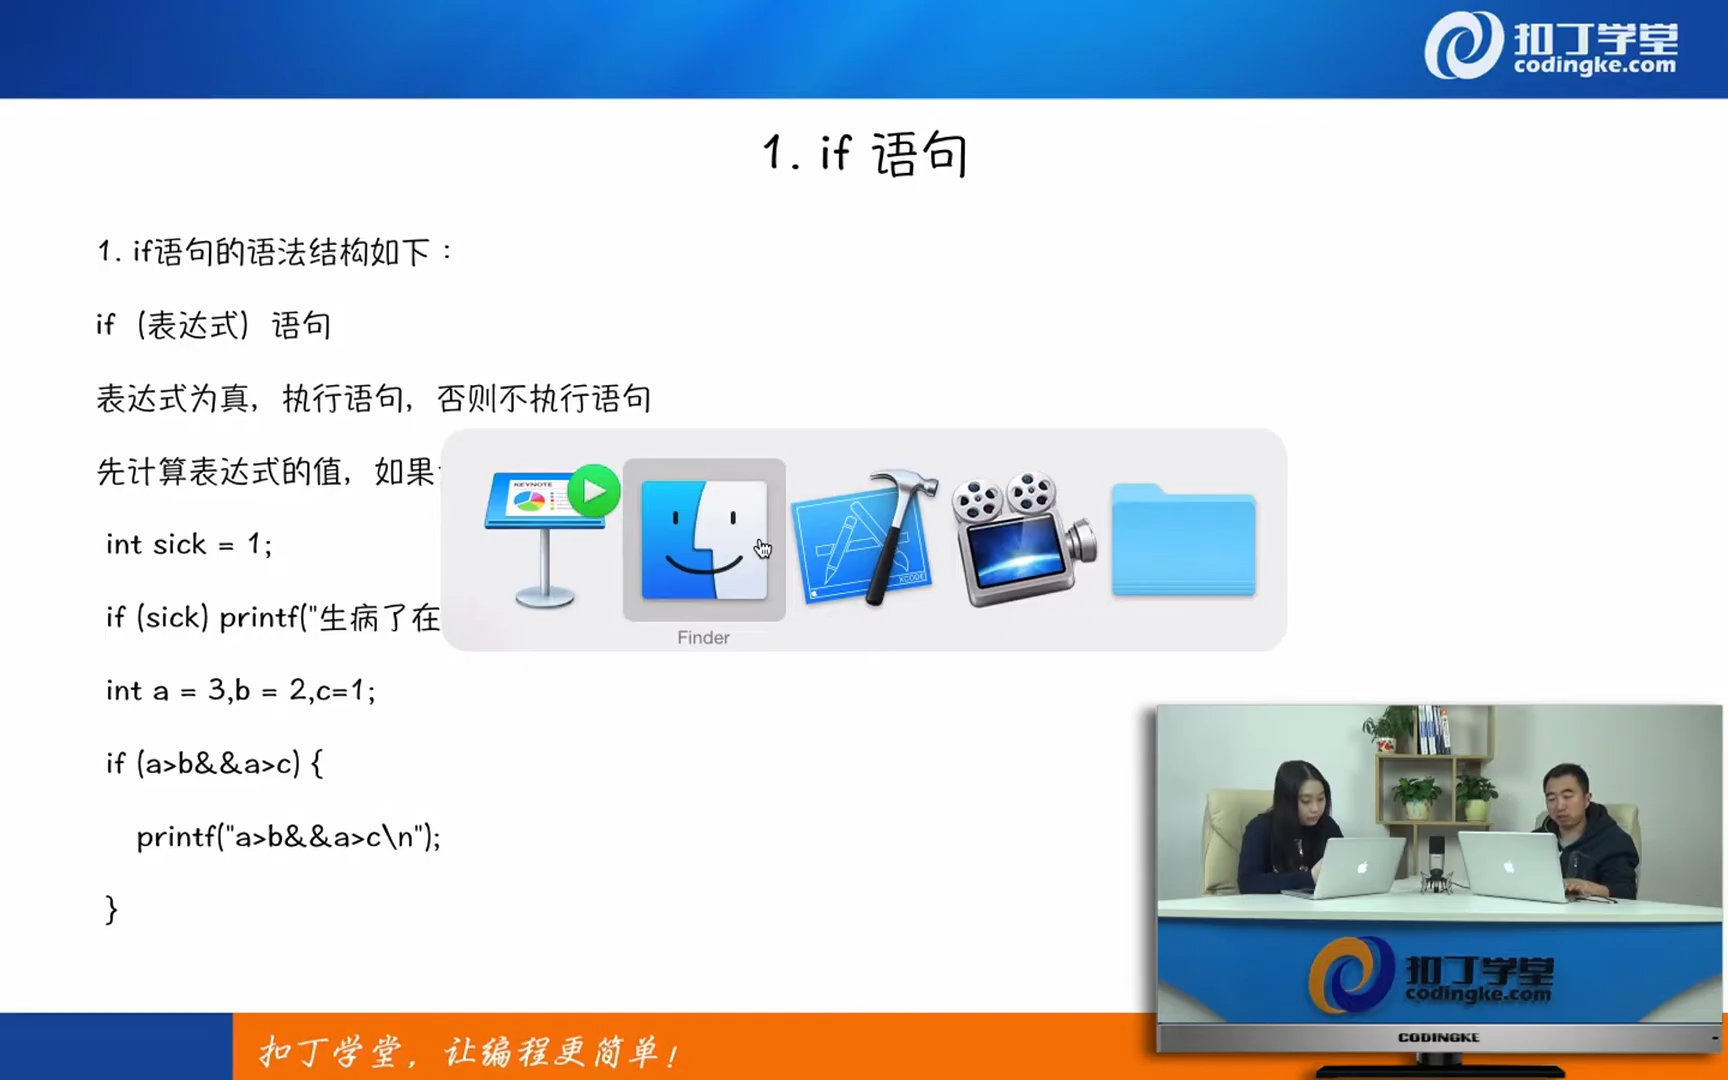 扣丁学堂
codingke.com
1. if 语句
1. if语句的语法结构如下：
if（表达式）语句
表达式为真，执行语句，否则不执行语句
先计算表达式的值，如果
int sick = 1;
if (sick) printf("生病了在
int a = 3,b = 2,c=1;
if (a>b&&a>c) {
printf("a>b&&a>c\n");
}
KEYNOTE
XCODE
Finder
扣丁学堂
codingke.com
CODINGKE
扣丁学堂，让编程更简单！